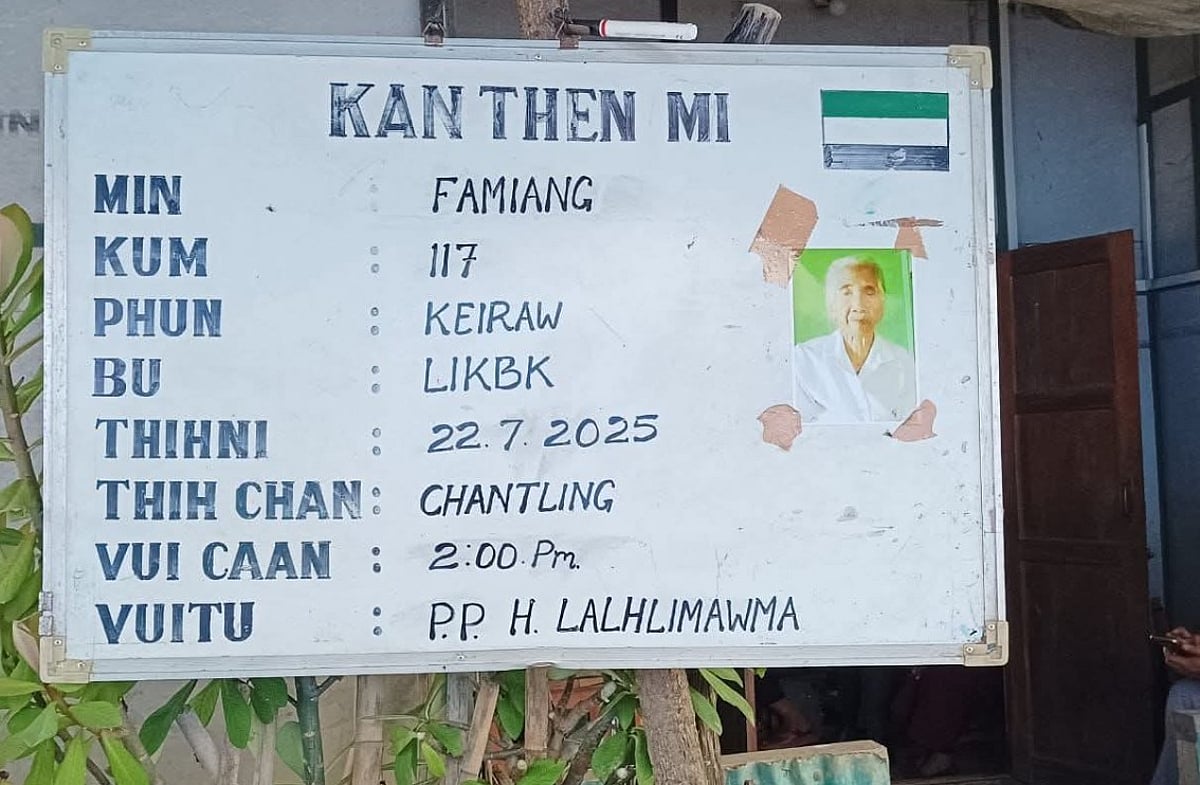 KAN THEN MI
MIN : FAMIANG
KUM : 117
PHUN : KEIRAW
BU : LIKBK
THIHNI : 22.7.2025
THIH CHAN : CHANTLING
VUI CAAN : 2:00.Pm.
VUITU : P.P. H. LALHLIMAWMA